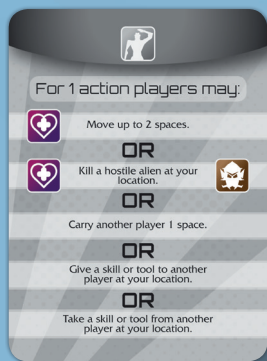 For 1 action players may:
Move up to 2 spaces.
OR
Kill a hostile alien at your
location.
OR
Carry another player 1 space.
OR
Give a skill or tool to another
player at your location.
OR
Take a skill or tool from another
player at your location.